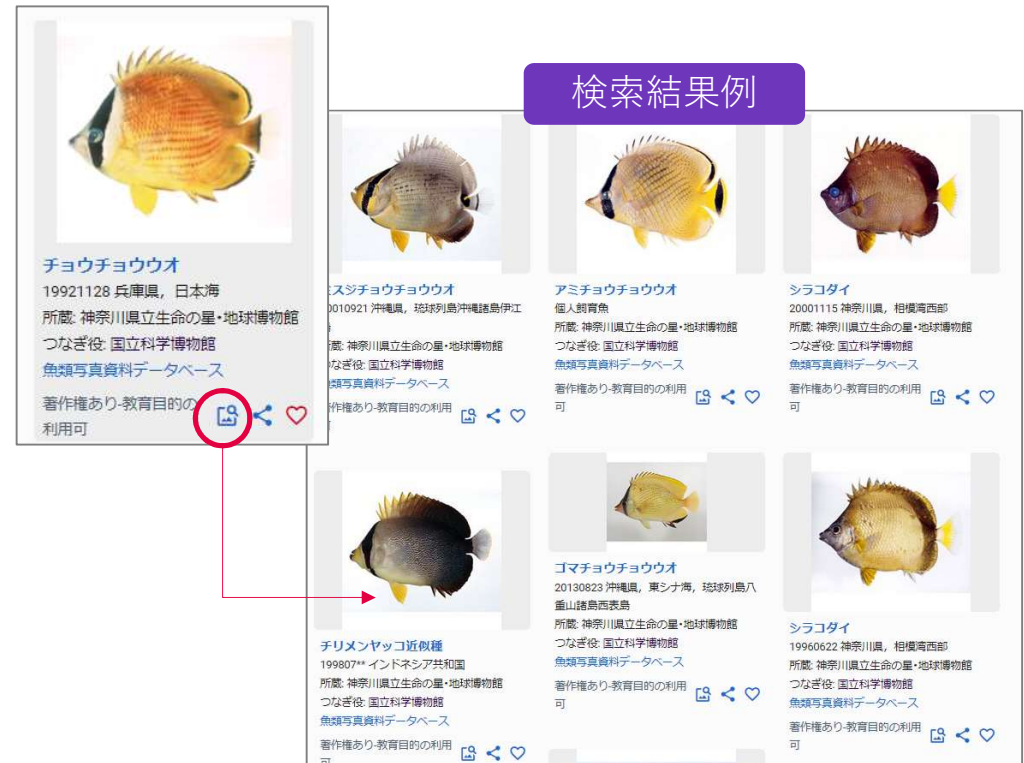 チョウチョウウオ
19921128 兵庫県，日本海
所蔵: 神奈川県立生命の星・地球博物館
つなぎ役: 国立科学博物館
魚類写真資料データベース
著作権あり-教育目的の
利用可
検索結果例
スジチョウチョウウオ
0010921 沖縄県，琉球列島沖縄諸島伊江
蔵: 神奈川県立生命の星・地球博物館
なぎ役: 国立科学博物館
類写真資料データベース
作権あり-教育目的の利用
アミチョウチョウウオ
個人飼育魚
所蔵: 神奈川県立生命の星・地球博物館
つなぎ役: 国立科学博物館
魚類写真資料データベース
著作権あり-教育目的の利用
可
シラコダイ
20001115 神奈川県，相模湾西部
所蔵: 神奈川県立生命の星・地球博物館
つなぎ役: 国立科学博物館
魚類写真資料データベース
著作権あり-教育目的の利用
可
チリメンヤッコ近似種
199807** インドネシア共和国
所蔵: 神奈川県立生命の星・地球博物館
つなぎ役: 国立科学博物館
魚類写真資料データベース
著作権あり-教育目的の利用
可
ゴマチョウチョウウオ
20130823 沖縄県，東シナ海，琉球列島八
重山諸島西表島
所蔵: 神奈川県立生命の星・地球博物館
つなぎ役: 国立科学博物館
魚類写真資料データベース
著作権あり-教育目的の利用
可
シラコダイ
19960622 神奈川県，相模湾西部
所蔵: 神奈川県立生命の星・地球博物館
つなぎ役: 国立科学博物館
魚類写真資料データベース
著作権あり-教育目的の利用
可